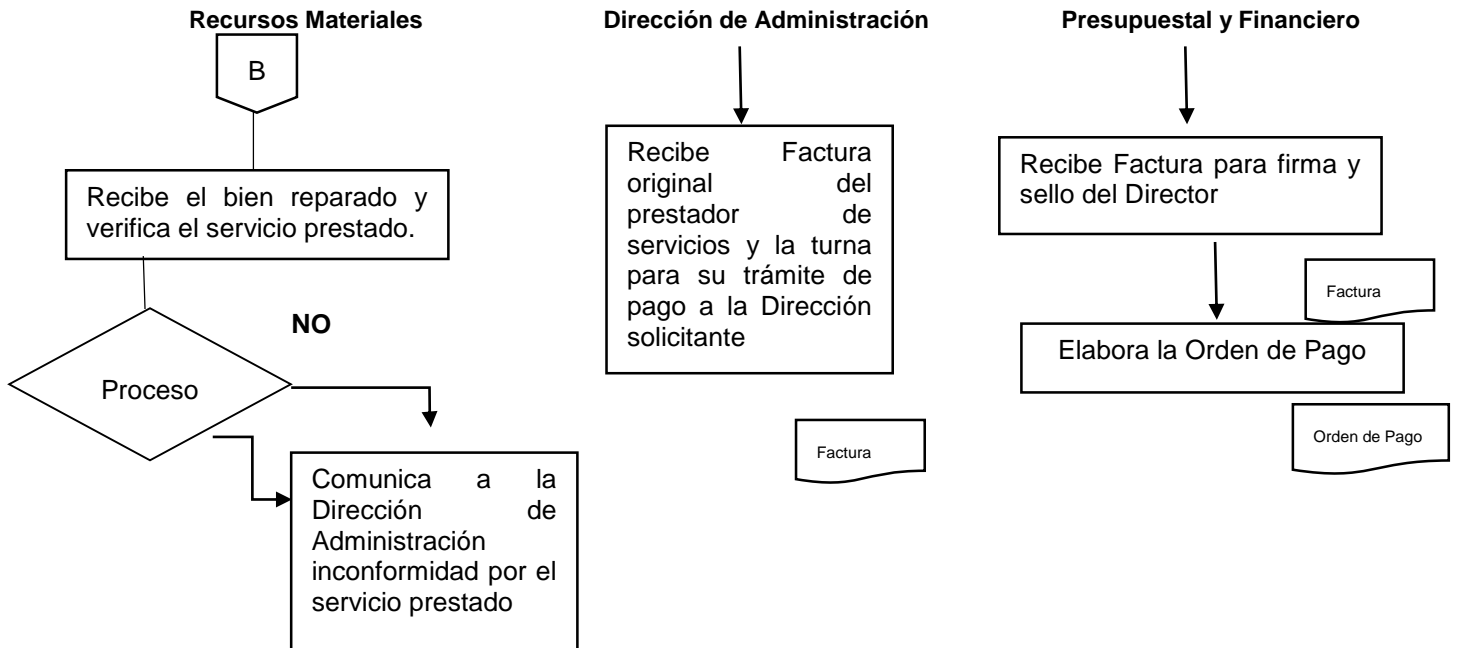 Recursos Materiales
Dirección de Administración
Presupuestal y Financiero
B
Recibe el bien reparado y
verifica el servicio prestado.
NO
Proceso
Comunica a la
Dirección de
Administración
inconformidad por el
servicio prestado
Recibe Factura
original del
prestador de
servicios y la turna
para su trámite de
pago a la Dirección
solicitante
Factura
Recibe Factura para firma y
sello del Director
Factura
Elabora la Orden de Pago
Orden de Pago